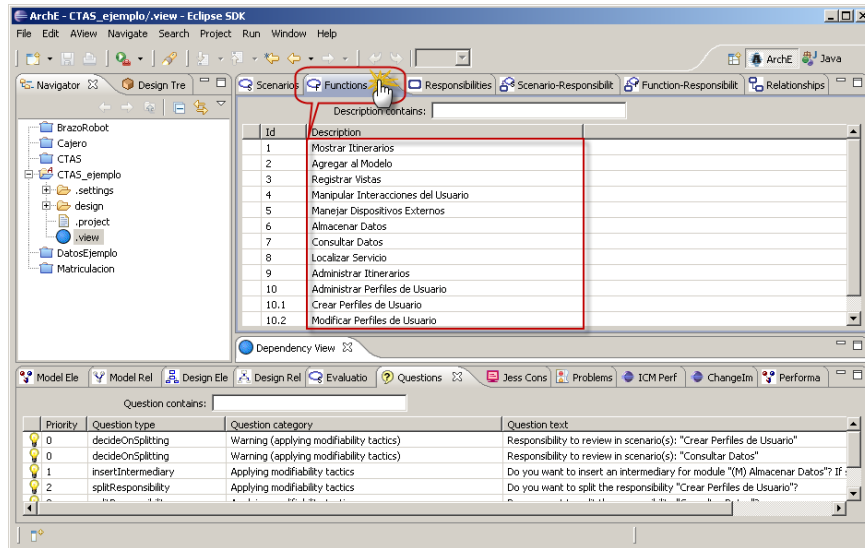 ArchE - CTAS_ejemplo/.view - Eclipse SDK
File Edit AView Navigate Search Project Run Window Help
ArchE Java
Navigator Design Tre
Scenarios Functions Responsibilities Scenario-Responsibilit Function-Responsibilit Relationships
Description contains:
BrazoRobot
Cajero
CTAS
CTAS_ejemplo
.settings
design
.project
.view
DatosEjemplo
Matriculacion
Id Description
1 Mostrar Itinerarios
2 Agregar al Modelo
3 Registrar Vistas
4 Manipular Interacciones del Usuario
5 Manejar Dispositivos Externos
6 Almacenar Datos
7 Consultar Datos
8 Localizar Servicio
9 Administrar Itinerarios
10 Administrar Perfiles de Usuario
10.1 Crear Perfiles de Usuario
10.2 Modificar Perfiles de Usuario
Dependency View
Model Ele Model Rel Design Ele Design Rel Evaluatio Questions Jess Cons Problems ICM Perf ChangeIm Performa
Question contains:
Priority Question type Question category Question text
0 decideOnSplitting Warning (applying modifiability tactics) Responsibility to review in scenario(s): "Crear Perfiles de Usuario"
0 decideOnSplitting Warning (applying modifiability tactics) Responsibility to review in scenario(s): "Consultar Datos"
1 insertIntermediary Applying modifiability tactics Do you want to insert an intermediary for module "(M) Almacenar Datos"? If
2 splitResponsibility Applying modifiability tactics Do you want to split the responsibility "Crear Perfiles de Usuario"?